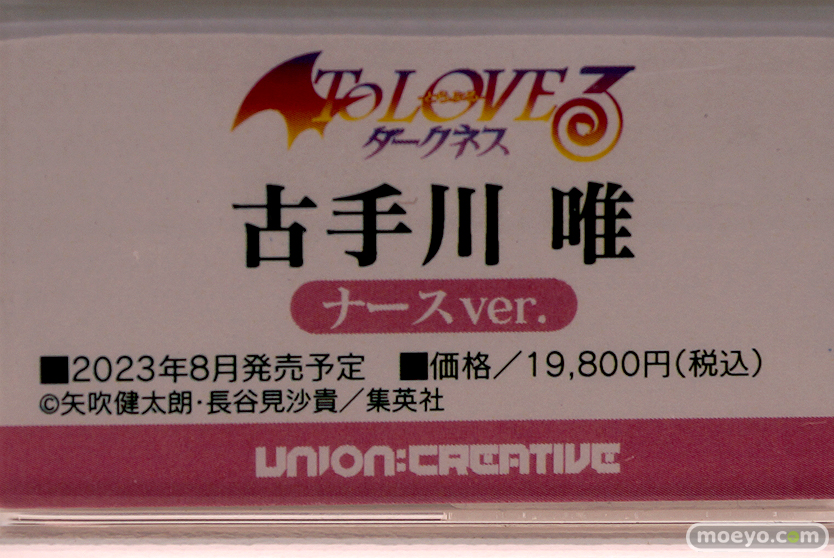 To LOVEる
とらぶる
ダークネス
古手川 唯
ナースver.
■2023年8月発売予定 ■価格／19,800円(税込)
©矢吹健太朗・長谷見沙貴／集英社
UNION:CREATIVE
moeyo.com